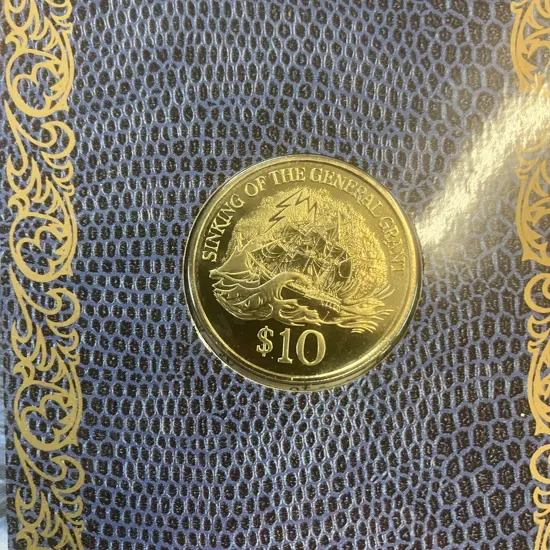 SINKING OF THE GENERAL GRANT
$10